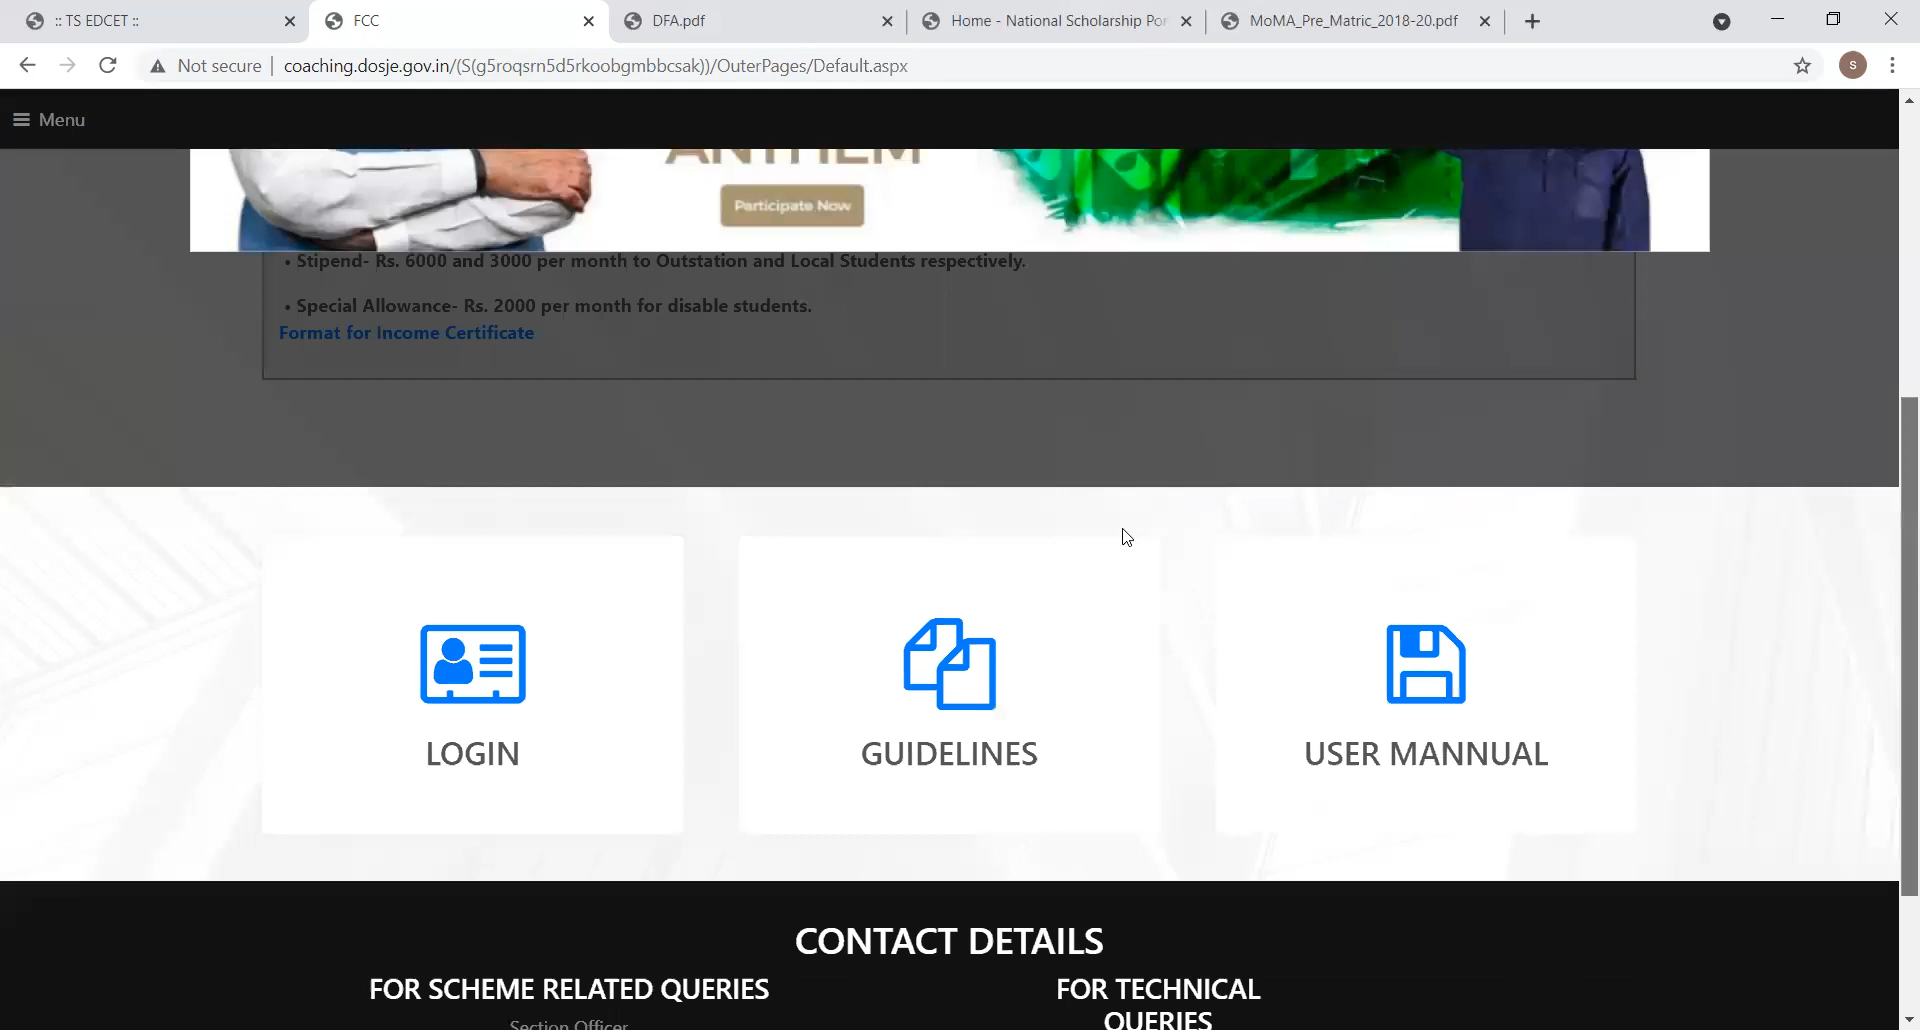 :: TS EDCET ::
FCC
DFA.pdf
Home - National Scholarship Por
MoMA_Pre_Matric_2018-20.pdf
Not secure
coaching.dosje.gov.in/(S(g5roqsrn5d5rkoobgmbbcsak))/OuterPages/Default.aspx
S
Menu
ANTHEM
Participate Now
• Stipend- Rs. 6000 and 3000 per month to Outstation and Local Students respectively.
• Special Allowance- Rs. 2000 per month for disable students.
Format for Income Certificate
LOGIN
GUIDELINES
USER MANNUAL
CONTACT DETAILS
FOR SCHEME RELATED QUERIES
Section Officer
FOR TECHNICAL
QUERIES